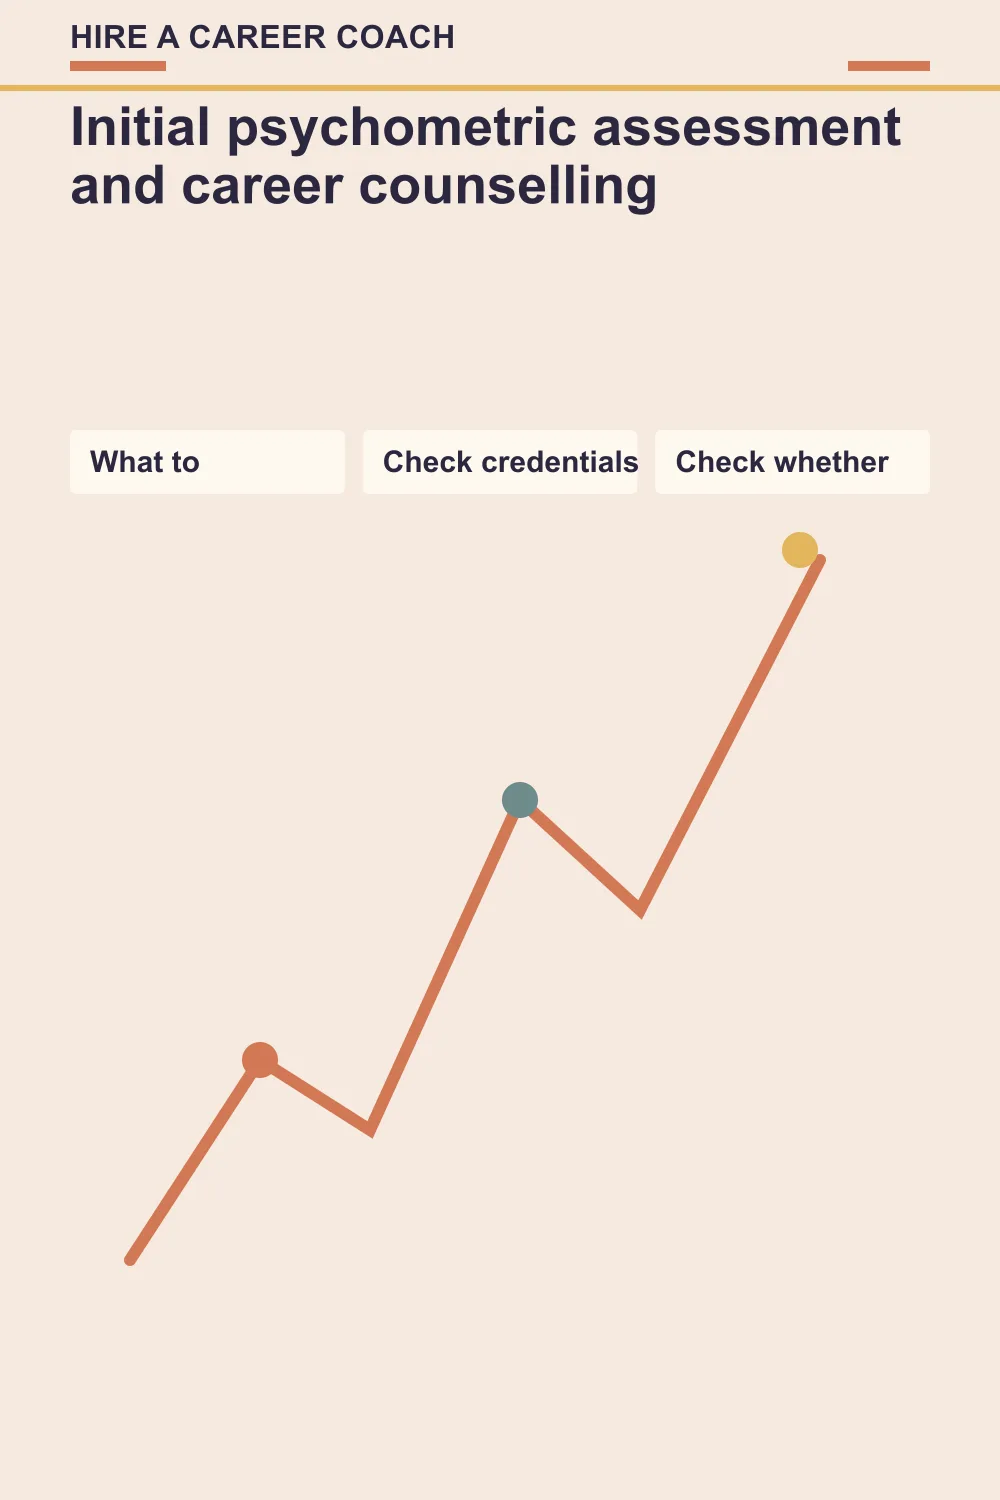 HIRE A CAREER COACH
Initial psychometric assessment
and career counselling
What to
Check credentials
Check whether